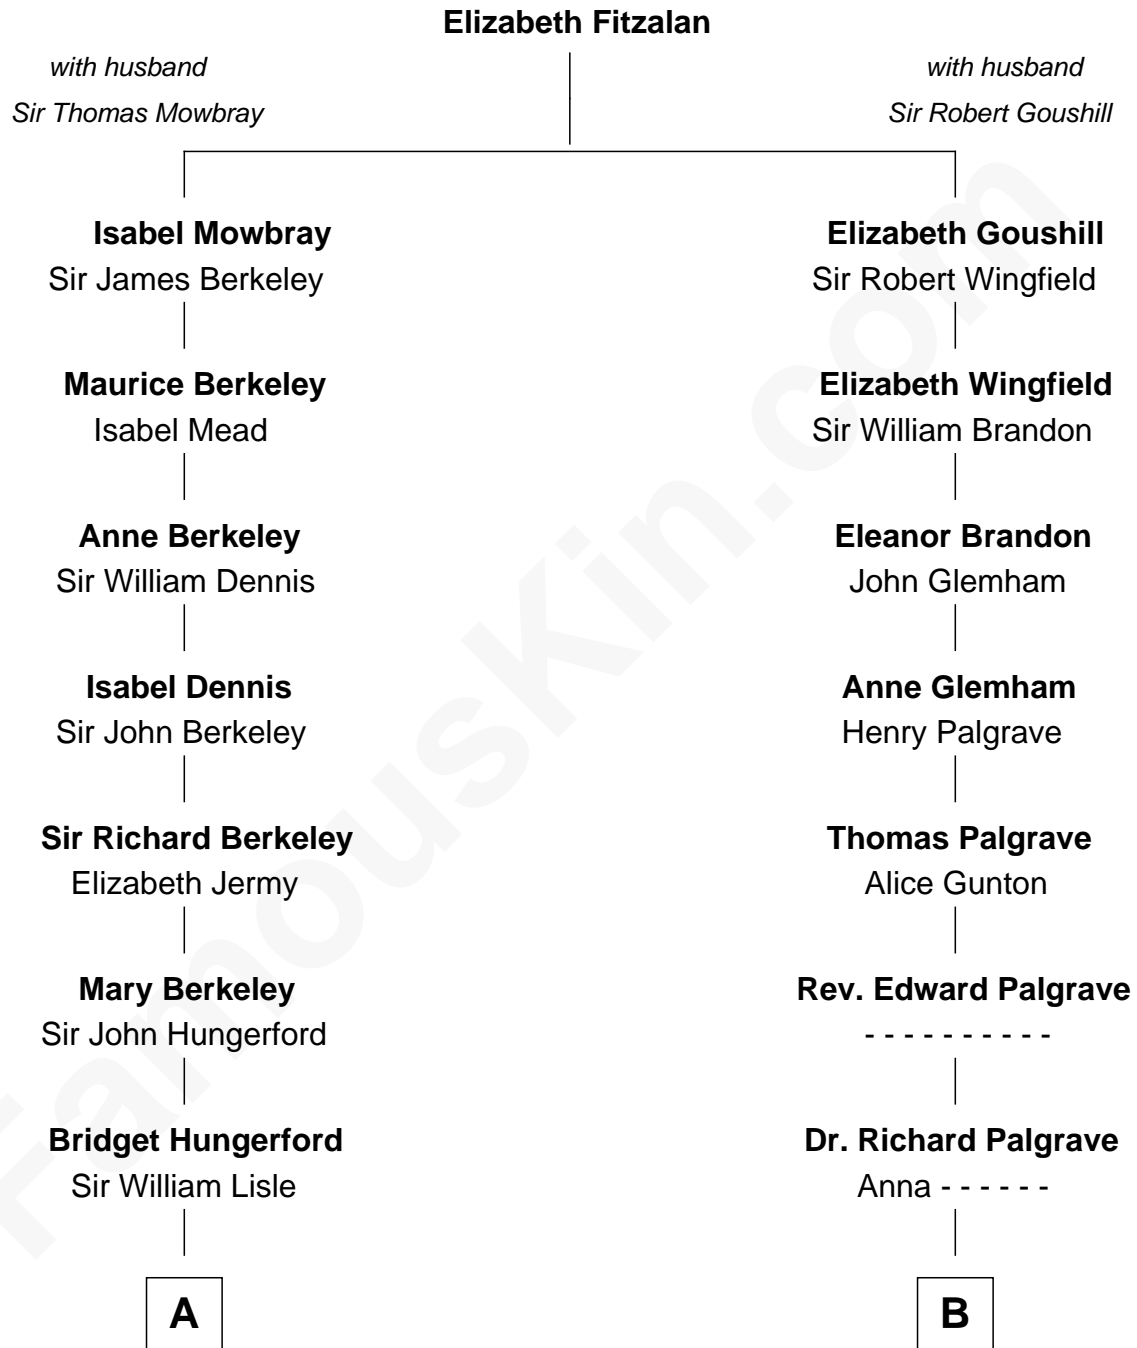 Elizabeth Fitzalan
with husband
Sir Thomas Mowbray
with husband
Sir Robert Goushill
Isabel Mowbray
Sir James Berkeley
Maurice Berkeley
Isabel Mead
Anne Berkeley
Sir William Dennis
Isabel Dennis
Sir John Berkeley
Sir Richard Berkeley
Elizabeth Jermy
Mary Berkeley
Sir John Hungerford
Bridget Hungerford
Sir William Lisle
A
Elizabeth Goushill
Sir Robert Wingfield
Elizabeth Wingfield
Sir William Brandon
Eleanor Brandon
John Glemham
Anne Glemham
Henry Palgrave
Thomas Palgrave
Alice Gunton
Rev. Edward Palgrave
- - - - - - - - - -
Dr. Richard Palgrave
Anna - - - - - -
B
FamousKin.com